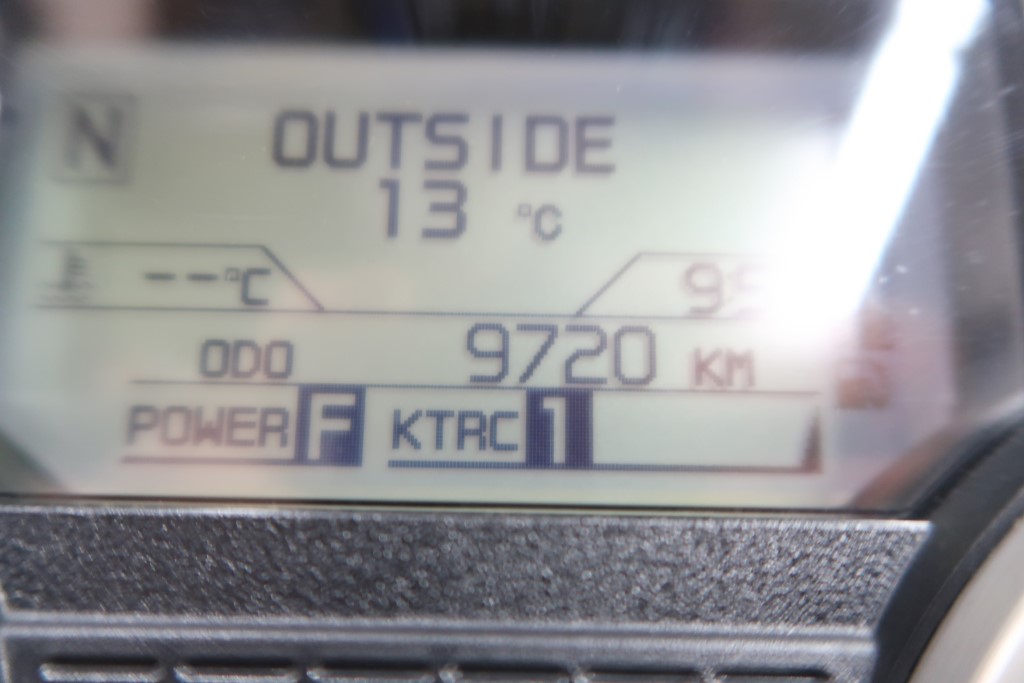 N
OUTSIDE
13 °C
--°C
ODO 9720 KM
POWER F KTRC 1